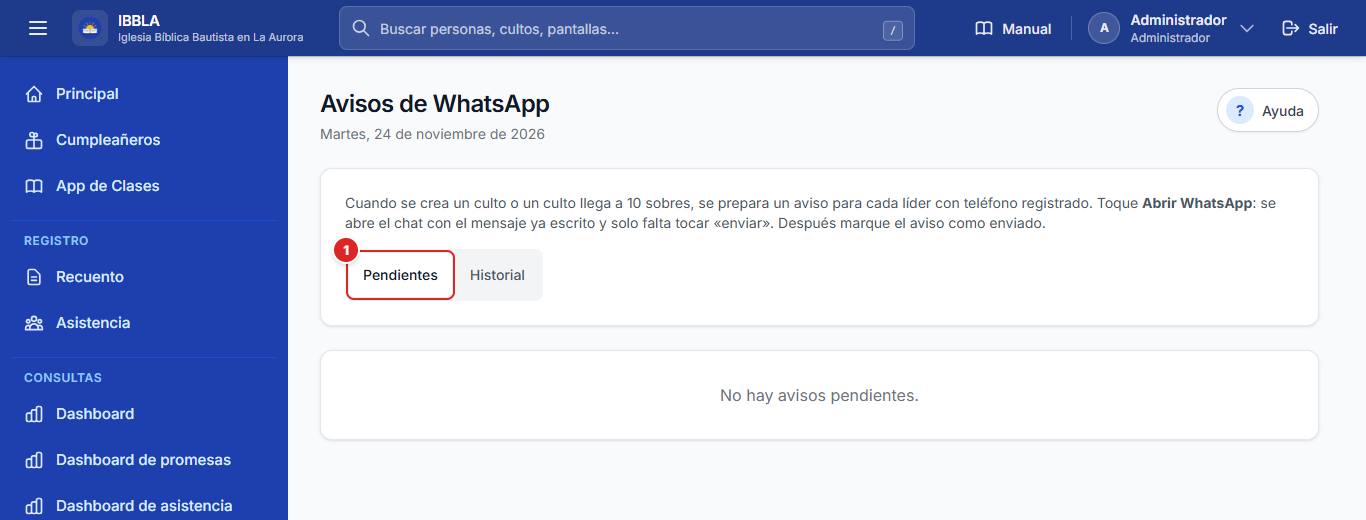 IBBLA
Iglesia Bíblica Bautista en La Aurora
Buscar personas, cultos, pantallas...
/
Manual
A
Administrador
Administrador
Salir
Principal
Cumpleañeros
App de Clases
REGISTRO
Recuento
Asistencia
CONSULTAS
Dashboard
Dashboard de promesas
Dashboard de asistencia
Avisos de WhatsApp
Martes, 24 de noviembre de 2026
?
Ayuda
Cuando se crea un culto o un culto llega a 10 sobres, se prepara un aviso para cada líder con teléfono registrado. Toque Abrir WhatsApp: se
abre el chat con el mensaje ya escrito y solo falta tocar «enviar». Después marque el aviso como enviado.
1
Pendientes
Historial
No hay avisos pendientes.